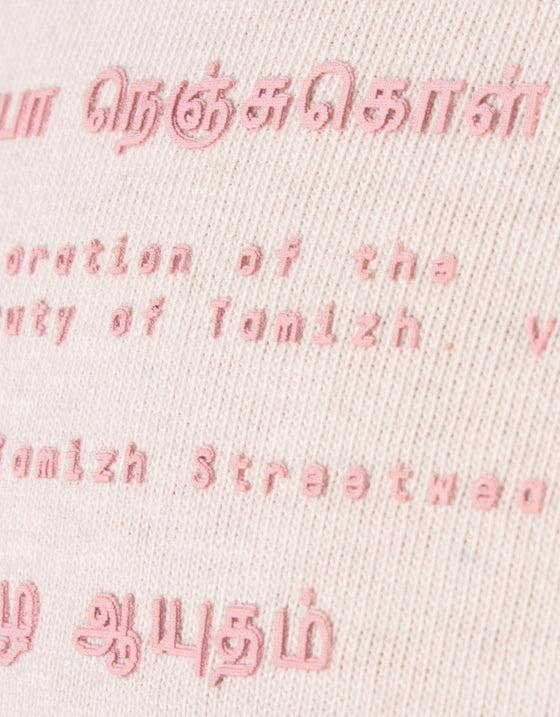 நெஞ்சுகொள்
oration of the
uty of Tamizh. V
Tamizh Streetwea
ஆயுதம்